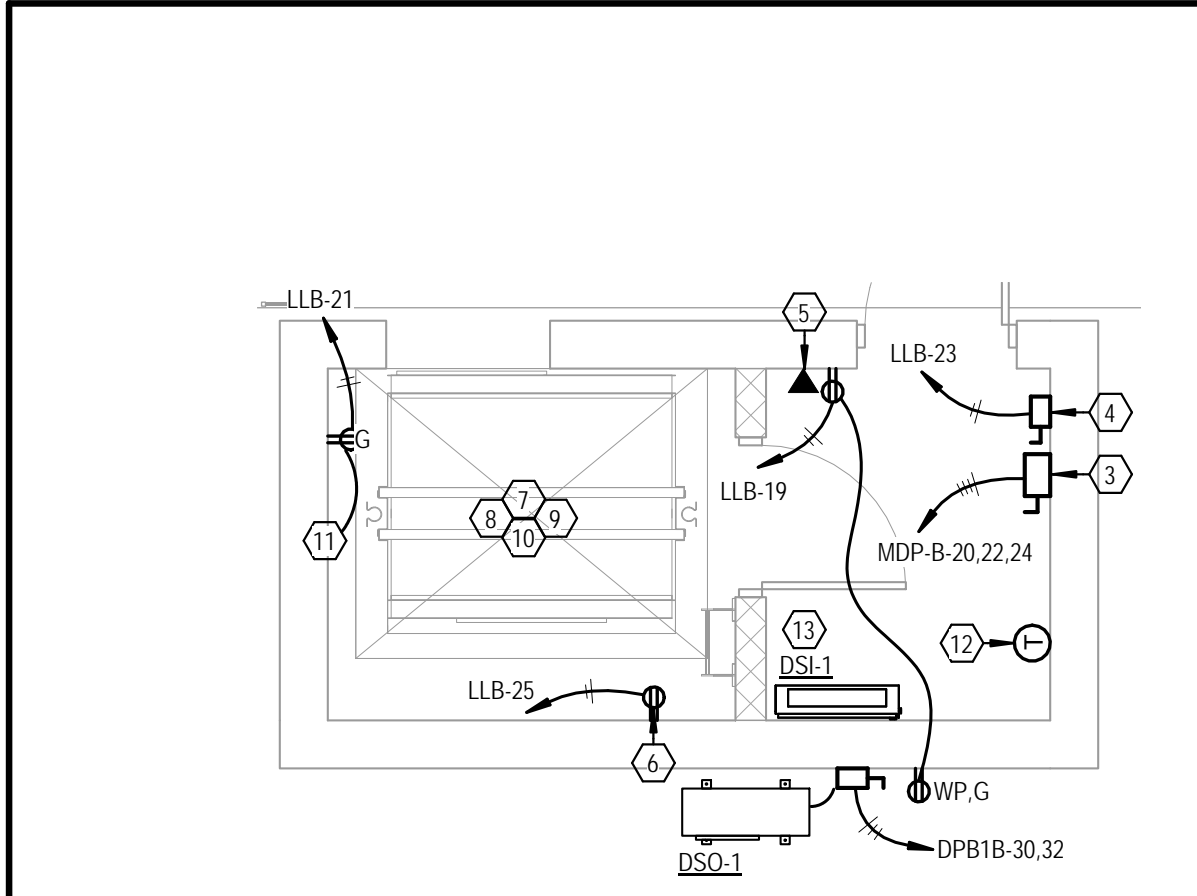 LLB-21
5
LLB-23
4
G
LLB-19
3
7
8
9
10
11
MDP-B-20,22,24
13
12
T
DSI-1
LLB-25
6
WP,G
DPB1B-30,32
DSO-1